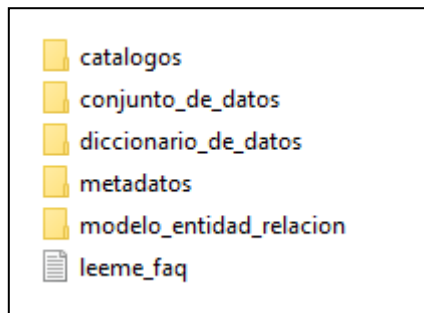 catalogos
conjunto_de_datos
diccionario_de_datos
metadatos
modelo_entidad_relacion
leeme_faq